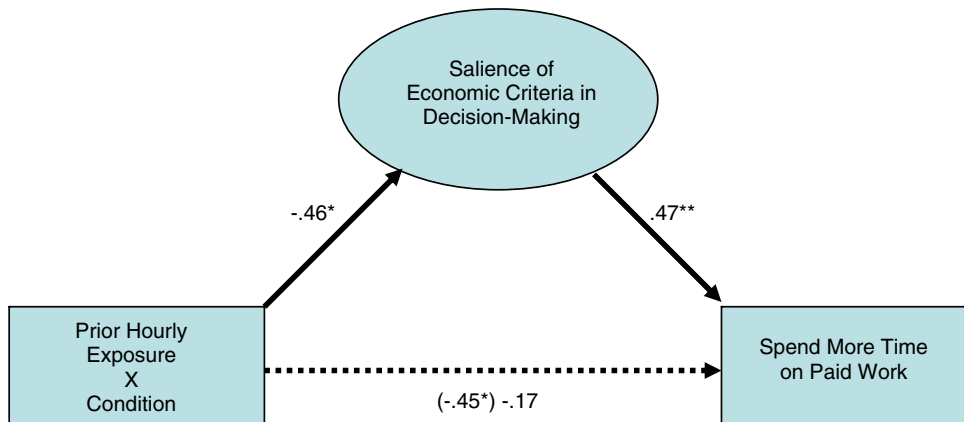 Salience of
Economic Criteria in
Decision-Making
-.46*
.47**
Prior Hourly
Exposure
X
Condition
Spend More Time
on Paid Work
(-.45*) -.17